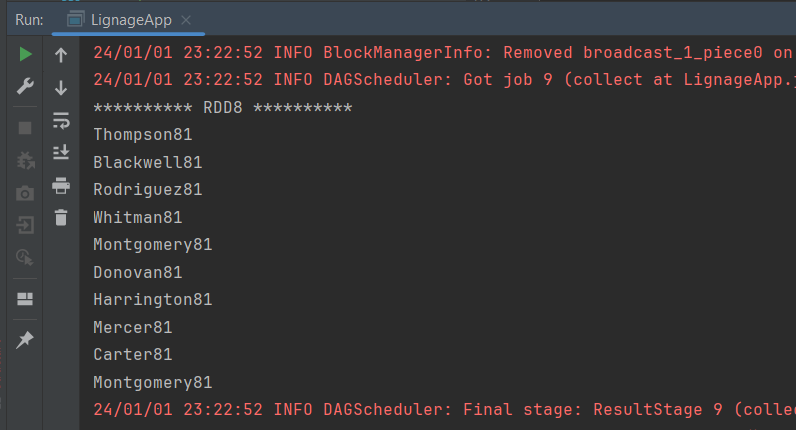 Run: LignageApp
24/01/01 23:22:52 INFO BlockManagerInfo: Removed broadcast_1_piece0 on
24/01/01 23:22:52 INFO DAGScheduler: Got job 9 (collect at LignageApp.j
********** RDD8 **********
Thompson81
Blackwell81
Rodriguez81
Whitman81
Montgomery81
Donovan81
Harrington81
Mercer81
Carter81
Montgomery81
24/01/01 23:22:52 INFO DAGScheduler: Final stage: ResultStage 9 (collec